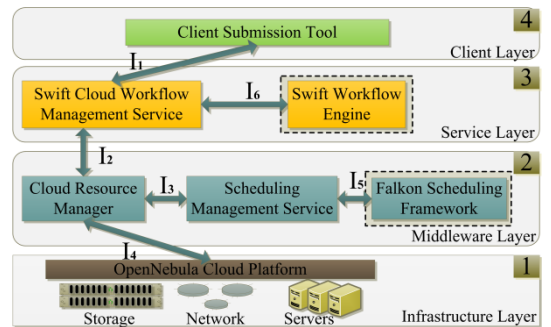 4
Client Submission Tool
Client Layer
I1
3
Swift Cloud Workflow
Management Service
I6
Swift Workflow
Engine
Service Layer
I2
2
Cloud Resource
Manager
I3
Scheduling
Management Service
I5
Falkon Scheduling
Framework
Middleware Layer
I4
1
OpenNebula Cloud Platform
Storage
Network
Servers
Infrastructure Layer